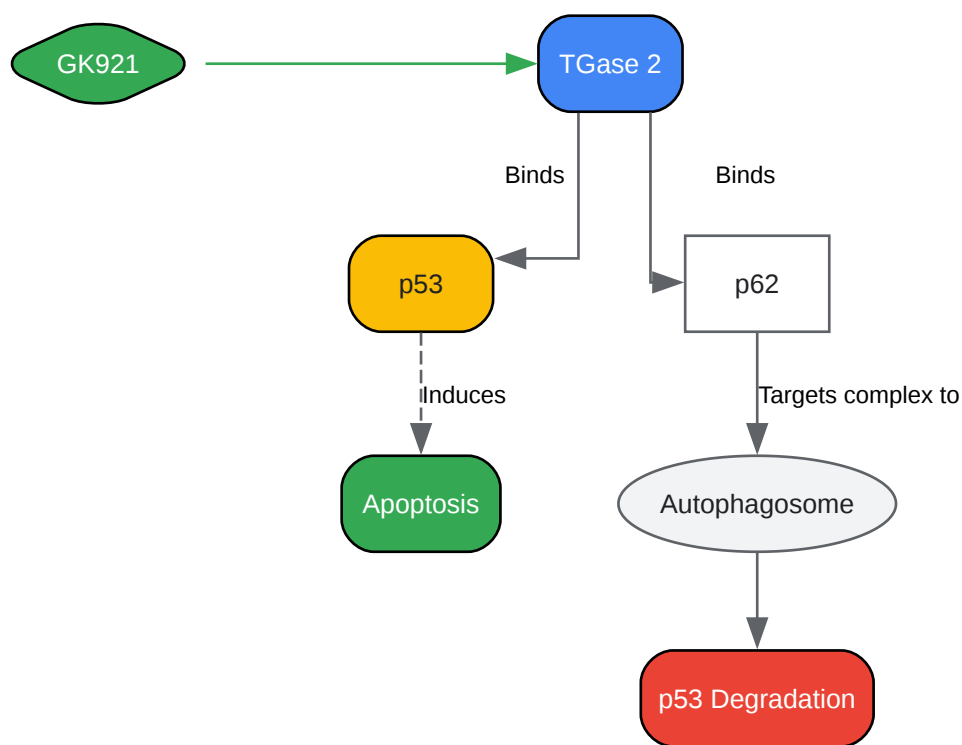 GK921
TGase 2
Binds
Binds
p53
p62
Induces
Targets complex to
Apoptosis
Autophagosome
p53 Degradation